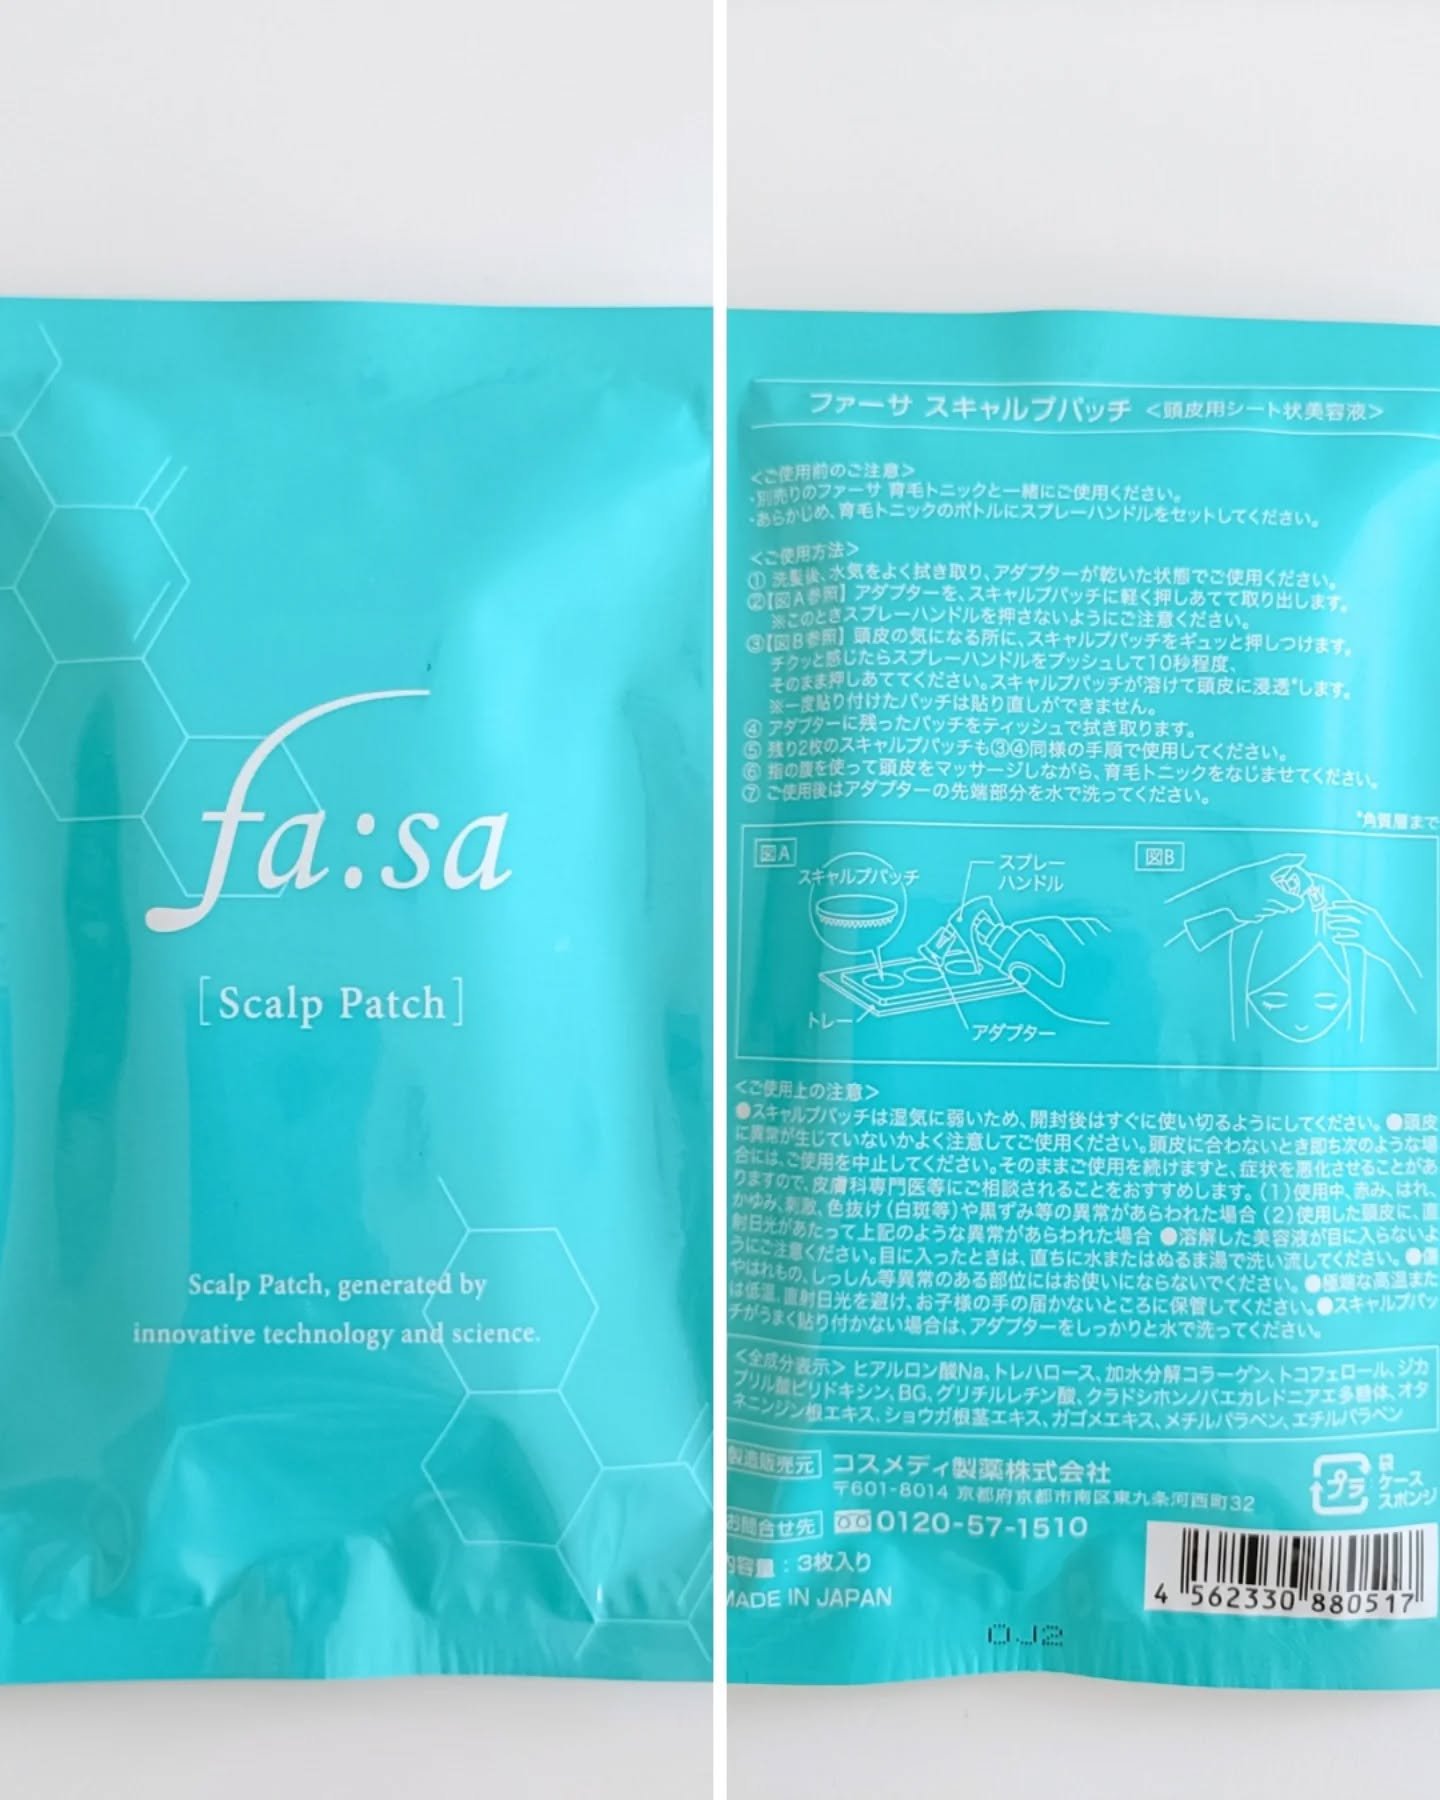 fa:sa
[Scalp Patch]
Scalp Patch, generated by
innovative technology and science.
ファーサ スキャルプパッチ <頭皮用シート状美容液>
<ご使用前のご注意>
・別売りのファーサ 育毛トニックと一緒にご使用ください。
・あらかじめ、育毛トニックのボトルにスプレーハンドルをセットしてください。
<ご使用方法>
① 洗髪後、水気をよく拭き取り、アダプターが乾いた状態でご使用ください。
②【図A参照】 アダプターを、スキャルプパッチに軽く押しあてて取り出します。
※このときスプレーハンドルを押さないようにご注意ください。
③【図B参照】 頭皮の気になる所に、スキャルプパッチをギュッと押しつけます。
チクッと感じたらスプレーハンドルをプッシュして10秒程度、
そのまま押しあててください。スキャルプパッチが溶けて頭皮に浸透*します。
※一度貼り付けたパッチは貼り直しができません。
④ アダプターに残ったパッチをティッシュで拭き取ります。
⑤ 残り2枚のスキャルプパッチも③④同様の手順で使用してください。
⑥ 指の腹を使って頭皮をマッサージしながら、育毛トニックをなじませてください。
⑦ ご使用後はアダプターの先端部分を水で洗ってください。
*角質層まで
図A
スキャルプパッチ
スプレー
ハンドル
トレー
アダプター
図B
<ご使用上の注意>
●スキャルプパッチは湿気に弱いため、開封後はすぐに使い切るようにしてください。●頭皮
に異常が生じていないかよく注意してご使用ください。頭皮に合わないとき即ち次のような場
合には、ご使用を中止してください。そのままご使用を続けますと、症状を悪化させることがあ
りますので、皮膚科専門医等にご相談されることをおすすめします。(1)使用中、赤み、はれ、
かゆみ、刺激、色抜け(白斑等)や黒ずみ等の異常があらわれた場合 (2)使用した頭皮に、直
射日光があたって上記のような異常があらわれた場合 ●溶解した美容液が目に入らないよ
うにご注意ください。目に入ったときは、直ちに水またはぬるま湯で洗い流してください。●傷
やはれもの、しっしん等異常のある部位にはお使いにならないでください。●極端な高温また
は低温、直射日光を避け、お子様の手の届かないところに保管してください。●スキャルプパッ
チがうまく貼り付かない場合は、アダプターをしっかりと水で洗ってください。
<全成分表示> ヒアルロン酸Na、トレハロース、加水分解コラーゲン、トコフェロール、ジカ
プリル酸ピリドキシン、BG、グリチルレチン酸、クラドシホンノバエカレドニアエ多糖体、オタ
ネニンジン根エキス、ショウガ根茎エキス、ガゴメエキス、メチルパラベン、エチルパラベン
製造販売元 コスメディ製薬株式会社
〒601-8014 京都府京都市南区東九条河西町32
お問合せ先 0120-57-1510
内容量：3枚入り
MADE IN JAPAN
プラ
袋
ケース
スポンジ
4 562330 880517
0J2